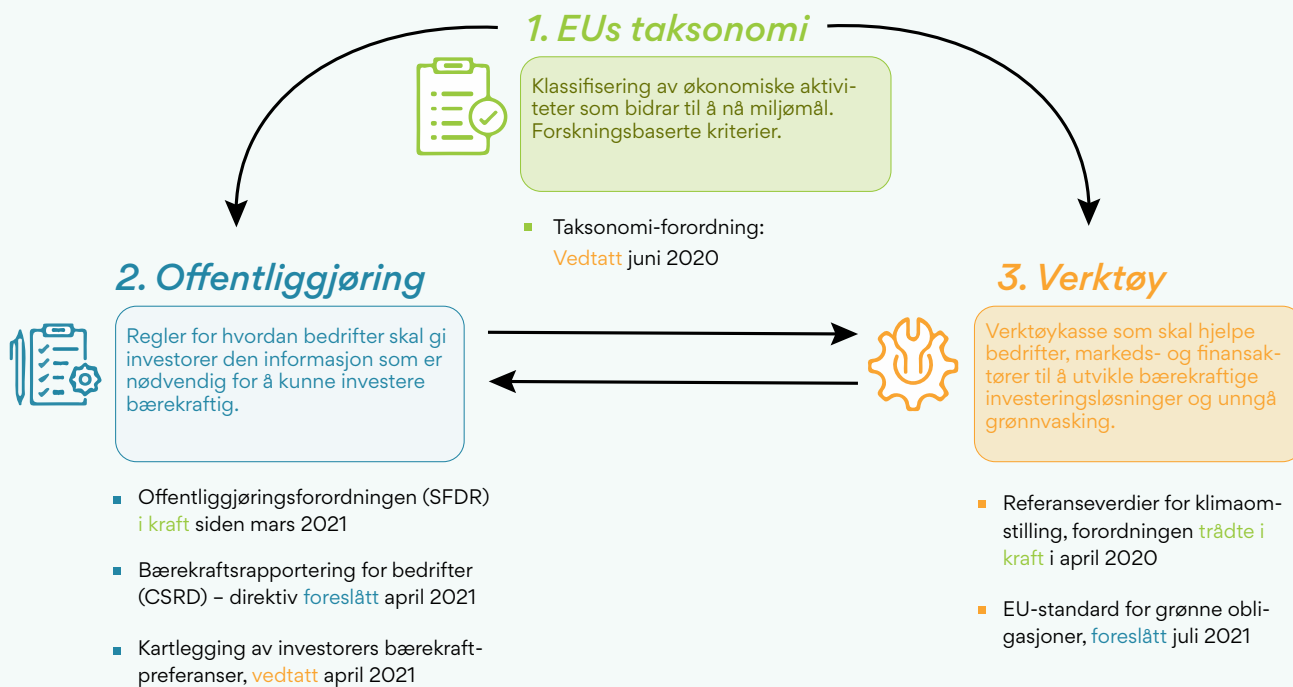 1. EUs taksonomi
Klassifisering av økonomiske aktivi-
teter som bidrar til å nå miljømål.
Forskningsbaserte kriterier.
Taksonomi-forordning:
Vedtatt juni 2020
2. Offentliggjøring
Regler for hvordan bedrifter skal gi
investorer den informasjon som er
nødvendig for å kunne investere
bærekraftig.
Offentliggjøringsforordningen (SFDR)
i kraft siden mars 2021
Bærekraftsrapportering for bedrifter
(CSRD) – direktiv foreslått april 2021
Kartlegging av investorers bærekraft-
preferanser, vedtatt april 2021
3. Verktøy
Verktøykasse som skal hjelpe
bedrifter, markeds- og finansak-
tører til å utvikle bærekraftige
investeringsløsninger og unngå
grønnvasking.
Referanseverdier for klimaom-
stilling, forordningen trådte i
kraft i april 2020
EU-standard for grønne obli-
gasjoner, foreslått juli 2021